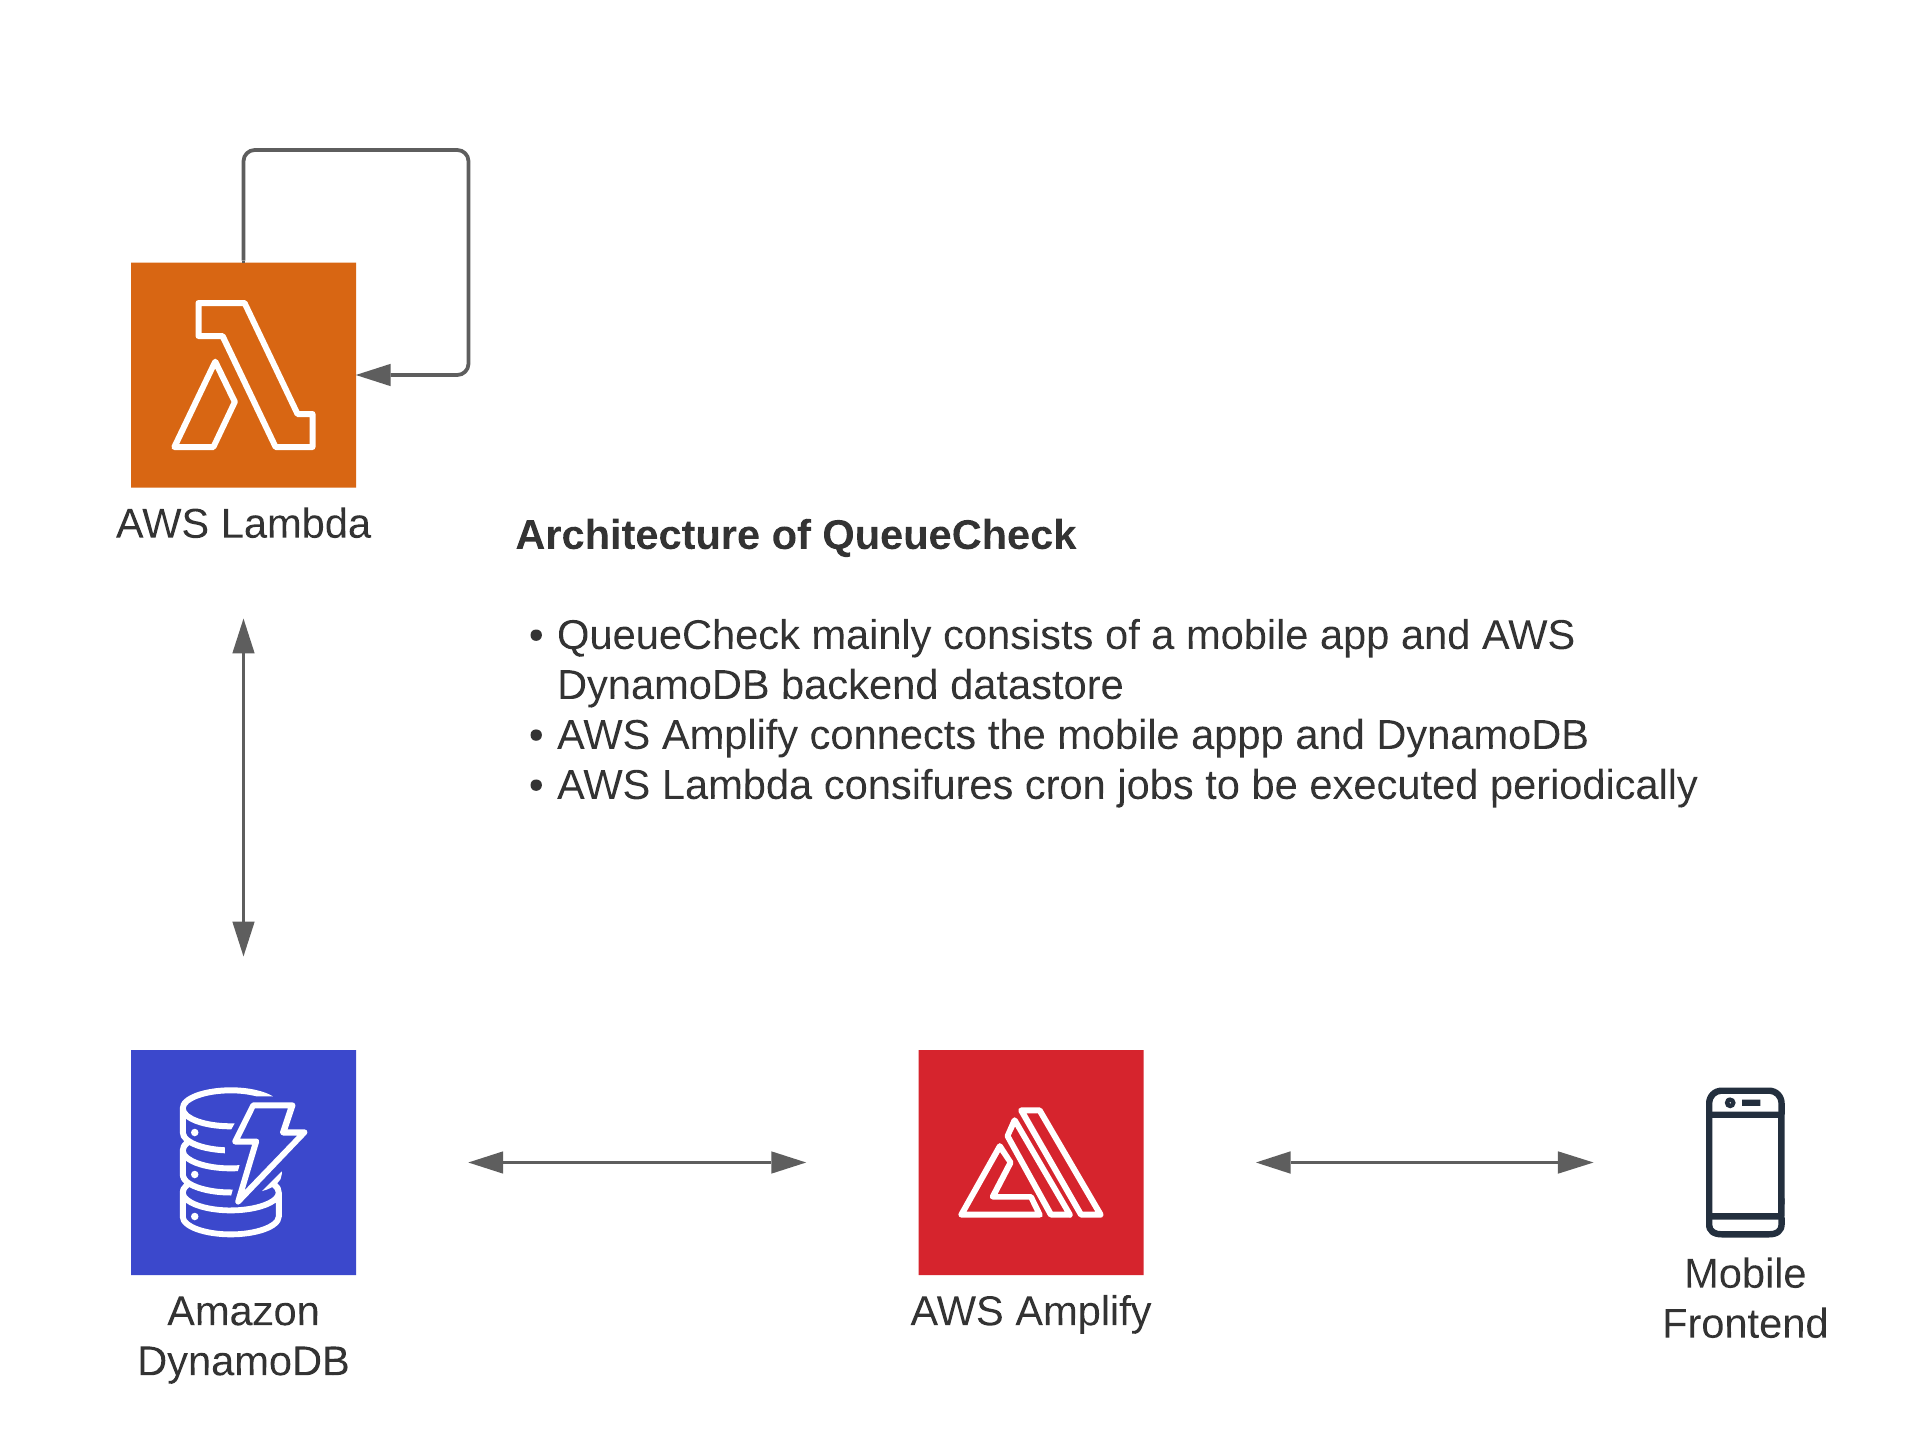 AWS Lambda
Architecture of QueueCheck
• QueueCheck mainly consists of a mobile app and AWS
DynamoDB backend datastore
• AWS Amplify connects the mobile appp and DynamoDB
• AWS Lambda consifures cron jobs to be executed periodically
Amazon
DynamoDB
AWS Amplify
Mobile
Frontend